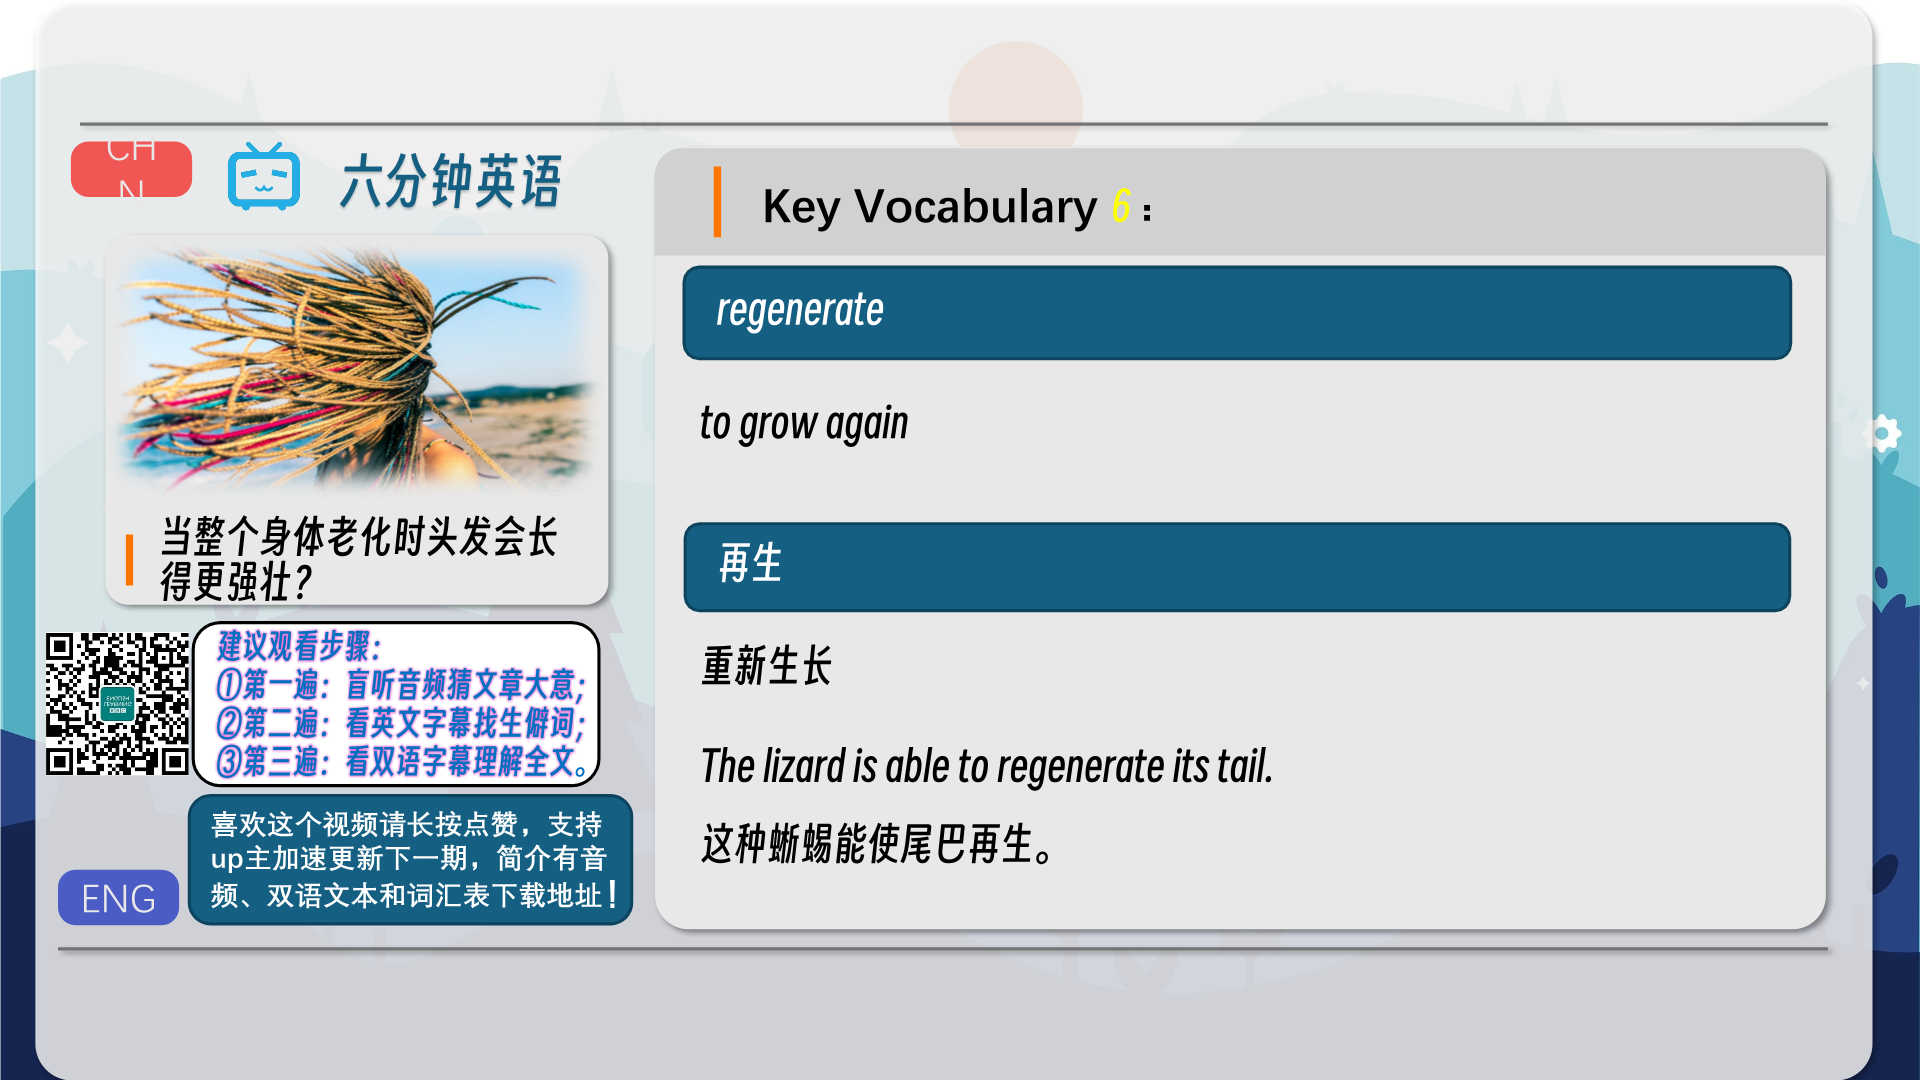 CH
N
六分钟英语
当整个身体老化时头发会长
得更强壮？
建议观看步骤：
①第一遍：盲听音频猜文章大意；
②第二遍：看英文字幕找生僻词；
③第三遍：看双语字幕理解全文。
喜欢这个视频请长按点赞，支持
up主加速更新下一期，简介有音
频、双语文本和词汇表下载地址！
ENG
Key Vocabulary 6：
regenerate
to grow again
再生
重新生长
The lizard is able to regenerate its tail.
这种蜥蜴能使尾巴再生。